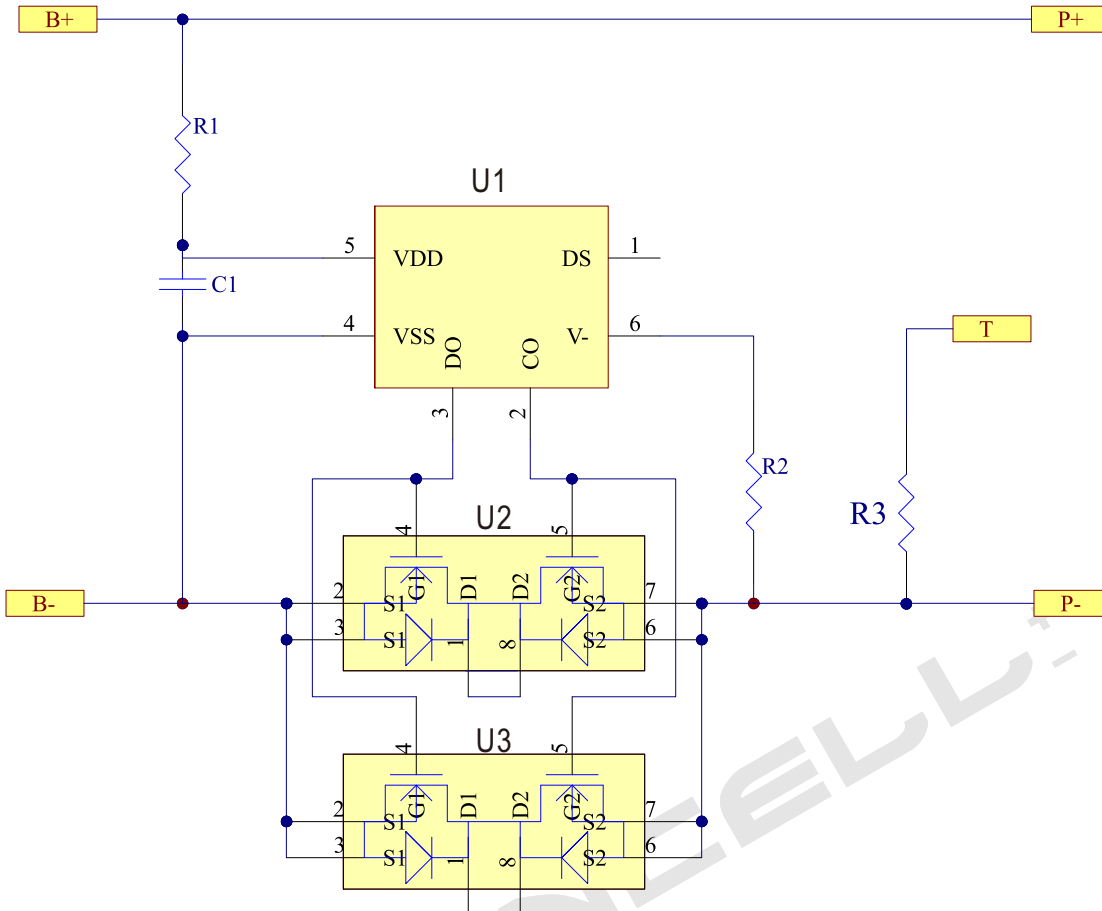 B+
P+
R1
U1
5
VDD
DS
1
C1
4
VSS
V-
6
T
DO
CO
3
2
R2
R3
U2
4
5
G1
D1
D2
G2
B-
2
S1
S2
7
P-
3
S1
1
8
S2
6
U3
4
5
G1
D1
D2
G2
2
S1
S2
7
3
S1
1
8
S2
6
CELL